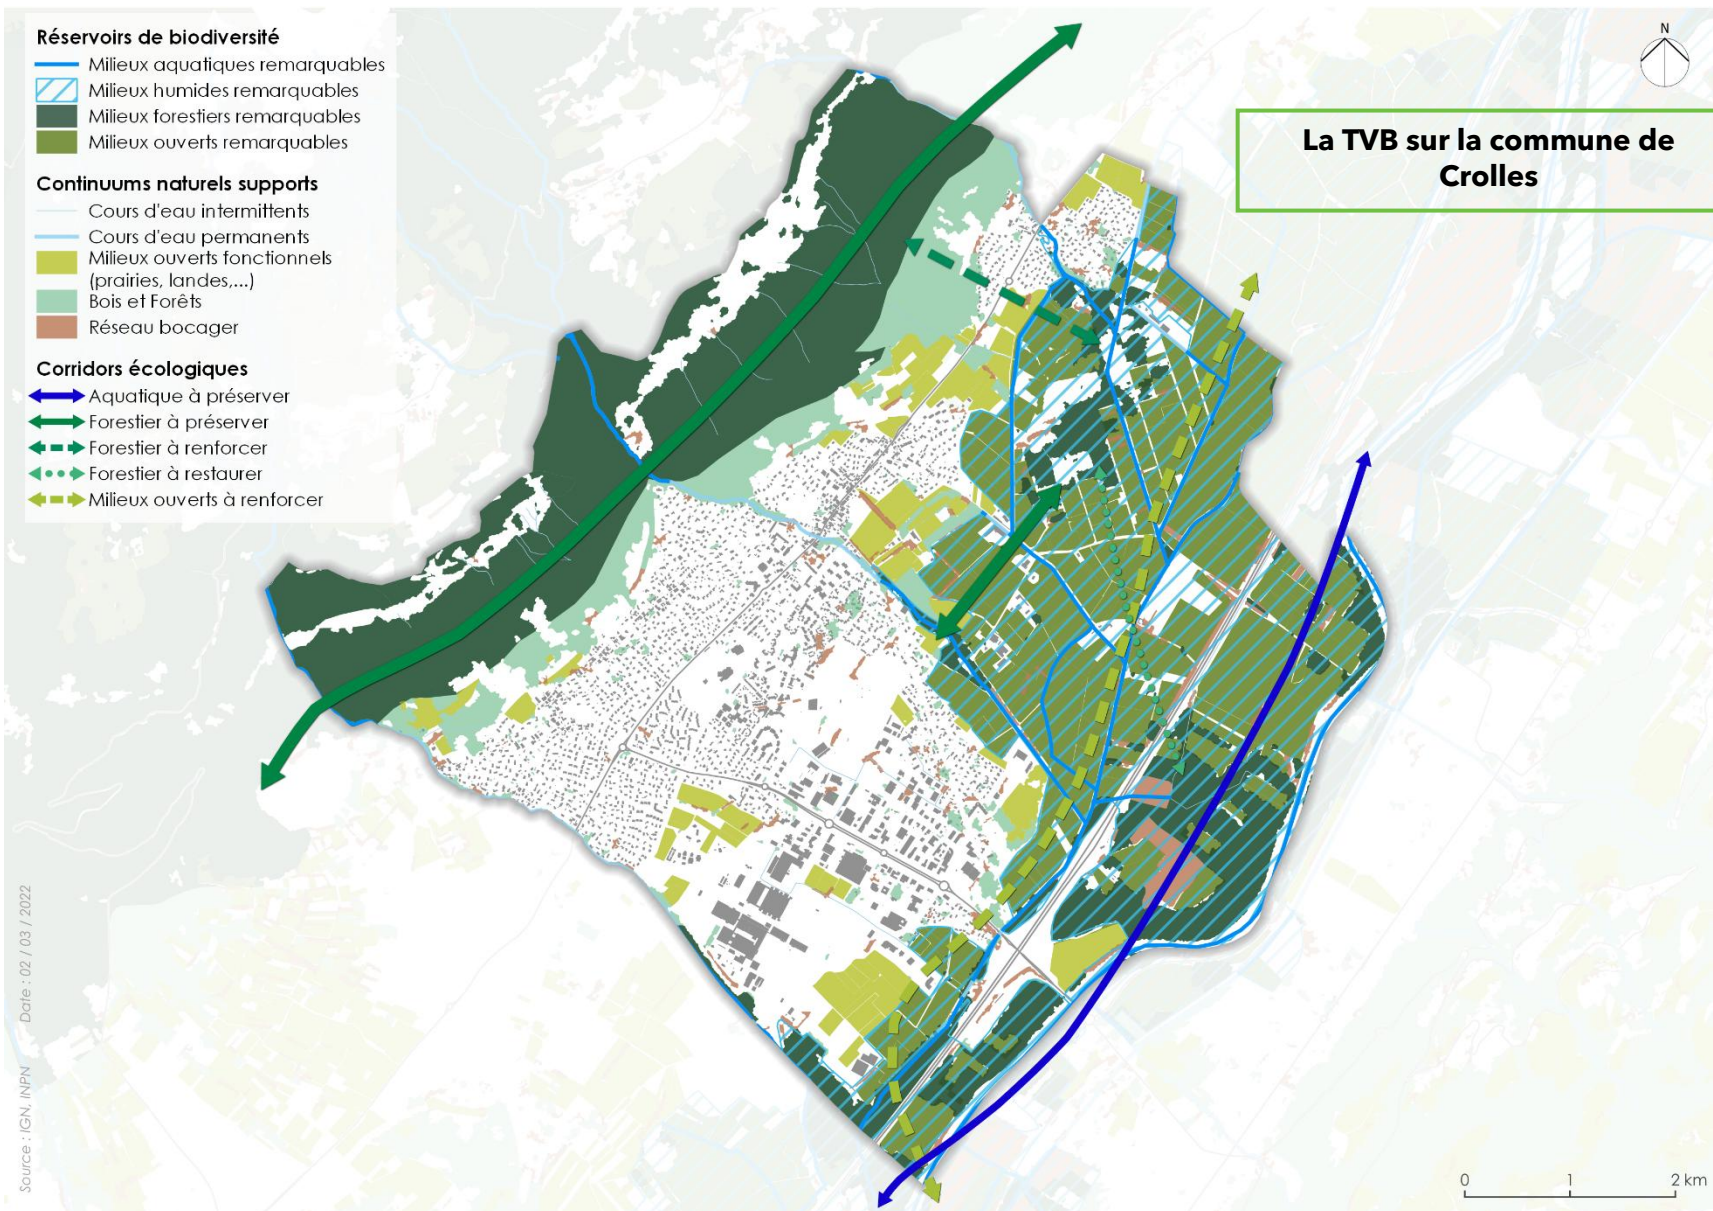 Réservoirs de biodiversité
Milieux aquatiques remarquables
Milieux humides remarquables
Milieux forestiers remarquables
Milieux ouverts remarquables
Continuums naturels supports
Cours d'eau intermittents
Cours d'eau permanents
Milieux ouverts fonctionnels
(prairies, landes,...)
Bois et Forêts
Réseau bocager
Corridors écologiques
Aquatique à préserver
Forestier à préserver
Forestier à renforcer
Forestier à restaurer
Milieux ouverts à renforcer
N
La TVB sur la commune de
Crolles
Source : IGN, INPN Date : 02 / 03 / 2022
0 1 2 km